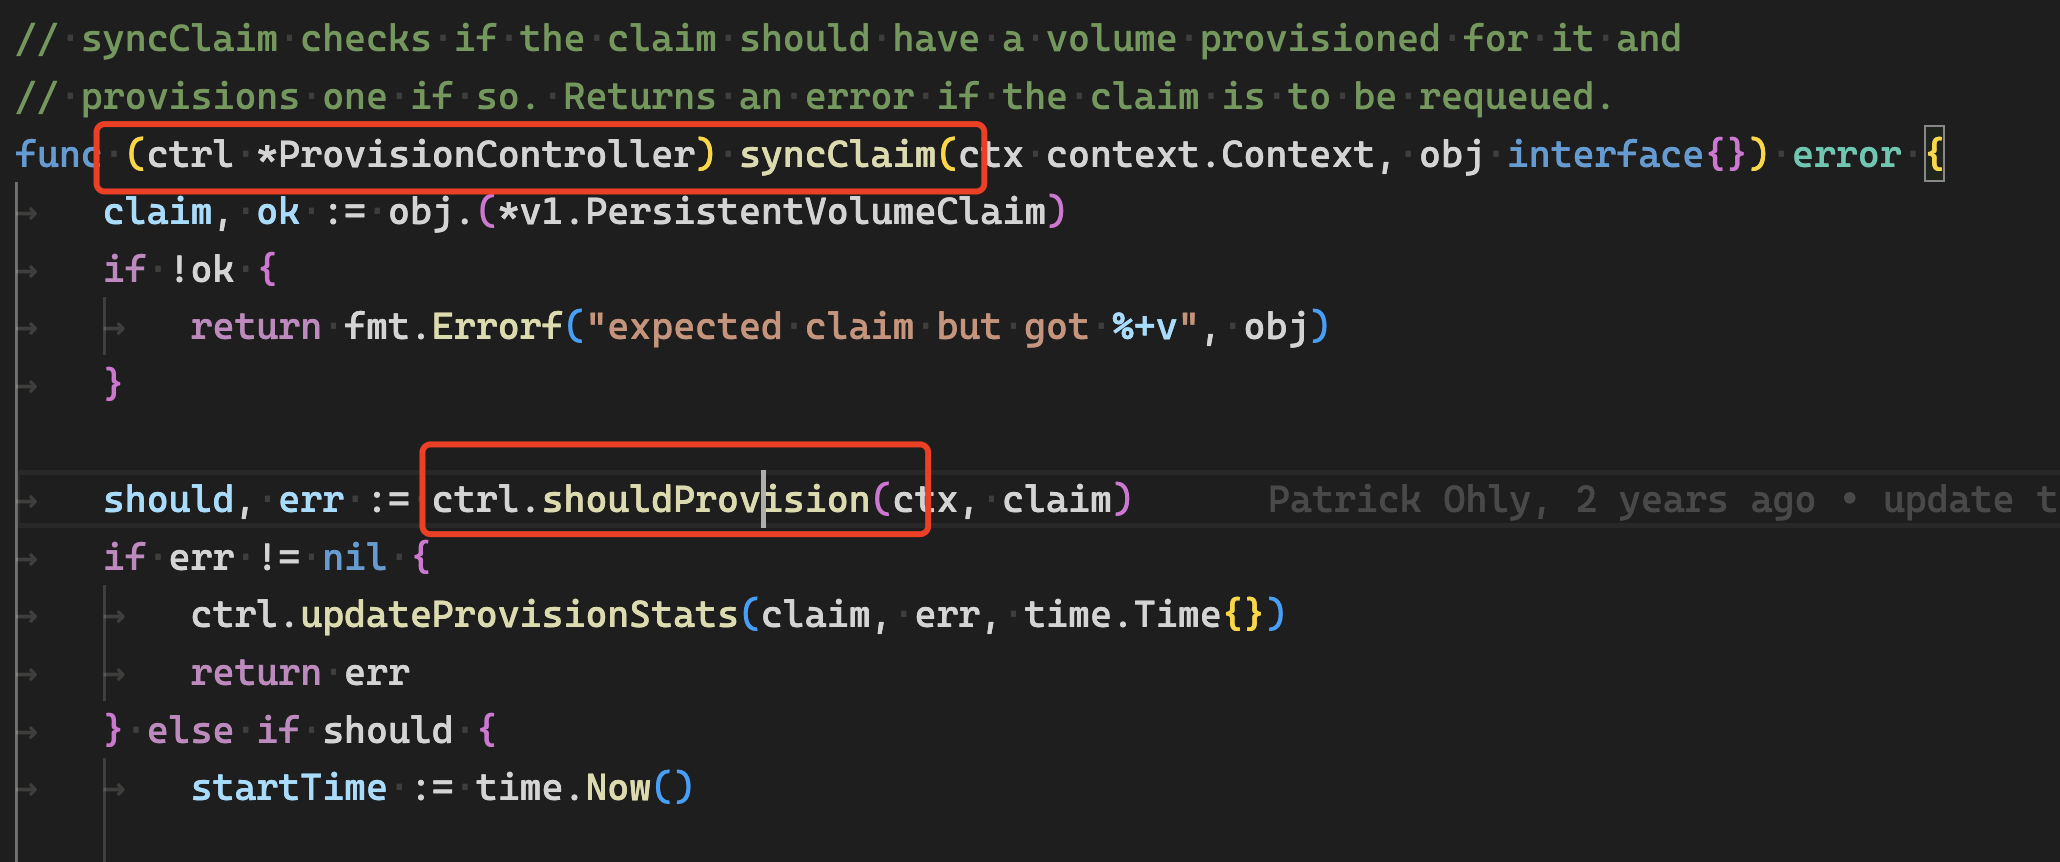 // syncClaim checks if the claim should have a volume provisioned for it and
// provisions one if so. Returns an error if the claim is to be requeued.
func (ctrl *ProvisionController) syncClaim(ctx context.Context, obj interface{}) error {
claim, ok := obj.(*v1.PersistentVolumeClaim)
if !ok {
return fmt.Errorf("expected claim but got %+v", obj)
}
should, err := ctrl.shouldProvision(ctx, claim) Patrick Ohly, 2 years ago • update t
if err != nil {
ctrl.updateProvisionStats(claim, err, time.Time{})
return err
} else if should {
startTime := time.Now()